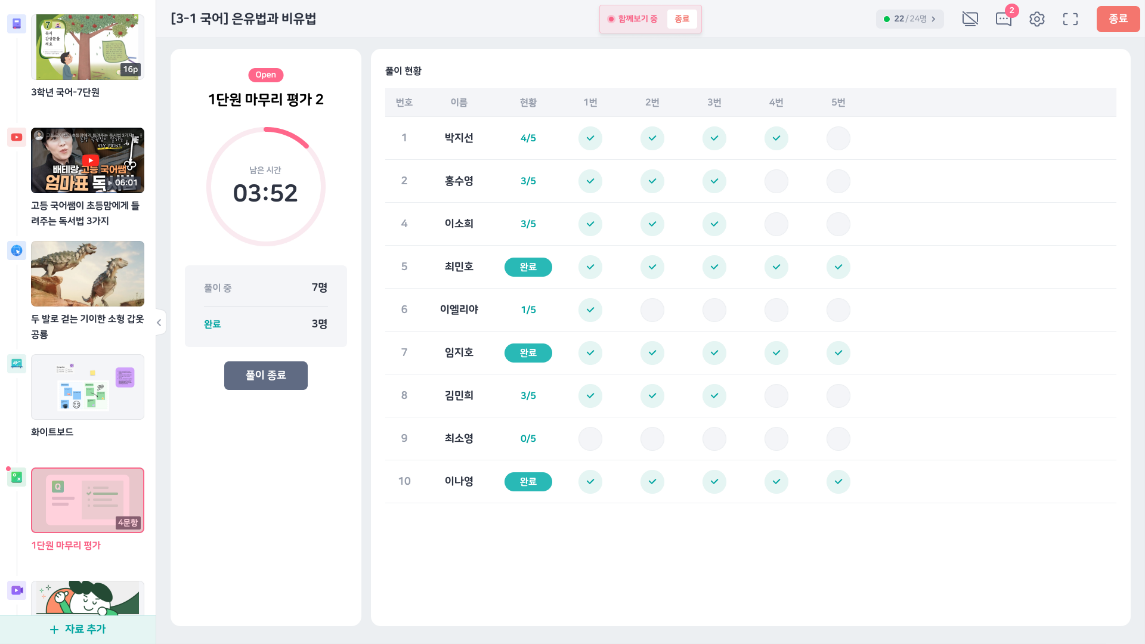 [3-1 국어] 은유법과 비유법
함께보기 중
종료
22/24명
2
종료
16p
3학년 국어-7단원
배테랑 고등 국어쌤
엄마표 독
06:01
고등 국어쌤이 초등맘에게 들
려주는 독서법 3가지
두 발로 걷는 기이한 소형 갑옷
공룡
화이트보드
Q
4문항
1단원 마무리 평가
+ 자료 추가
Open
1단원 마무리 평가 2
남은 시간
03:52
풀이 중 7명
완료 3명
풀이 종료
풀이 현황
번호 이름 현황 1번 2번 3번 4번 5번
1 박지선 4/5
2 홍수영 3/5
4 이소희 3/5
5 최민호 완료
6 이엘리야 1/5
7 임지호 완료
8 김민희 3/5
9 최소영 0/5
10 이나영 완료